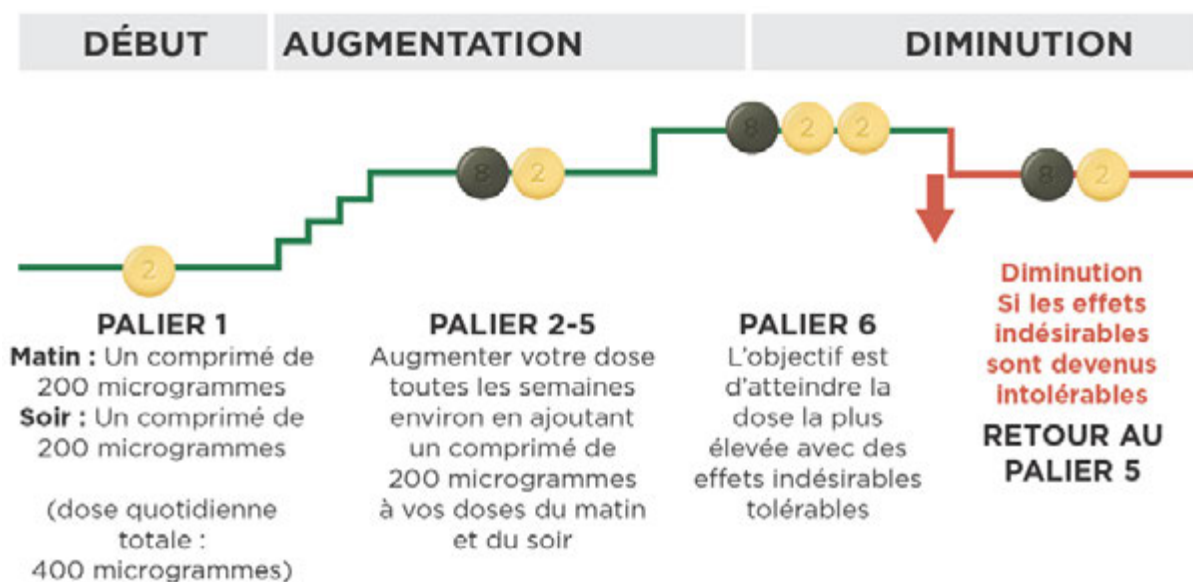 DÉBUT
AUGMENTATION
DIMINUTION
2
8 2
8 2 2
8 2
PALIER 1
Matin : Un comprimé de
200 microgrammes
Soir : Un comprimé de
200 microgrammes
(dose quotidienne
totale :
400 microgrammes)
PALIER 2-5
Augmenter votre dose
toutes les semaines
environ en ajoutant
un comprimé de
200 microgrammes
à vos doses du matin
et du soir
PALIER 6
L'objectif est
d'atteindre la
dose la plus
élevée avec des
effets indésirables
tolérables
Diminution
Si les effets
indésirables
sont devenus
intolérables
RETOUR AU
PALIER 5